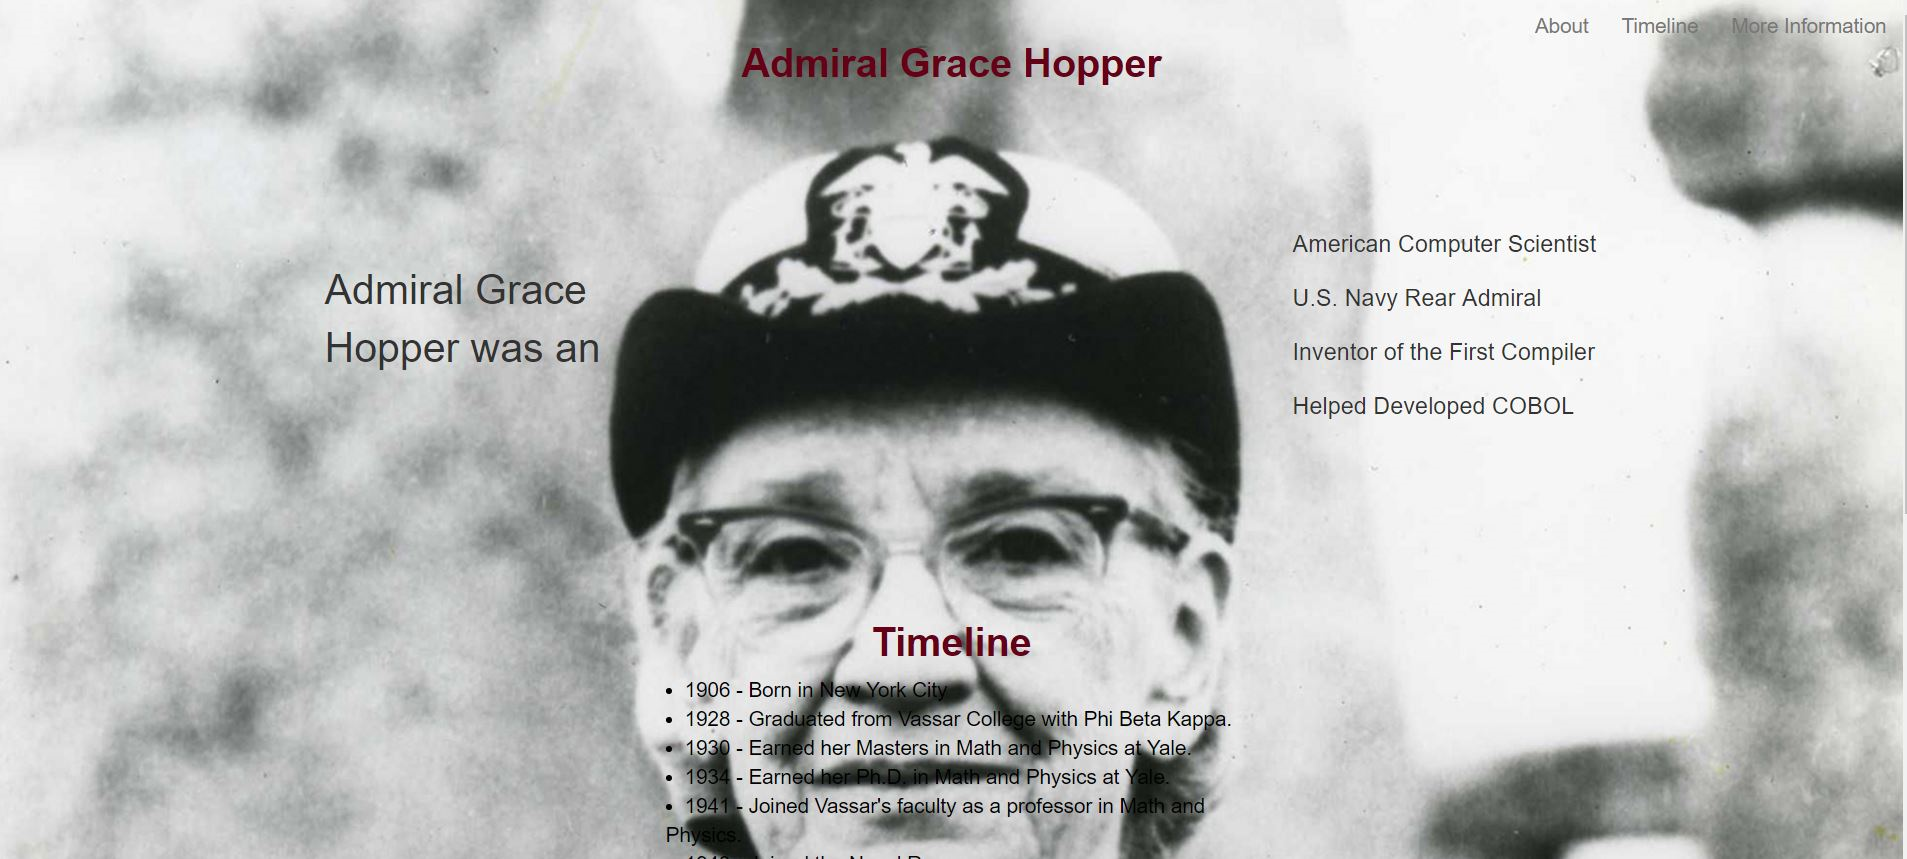 About Timeline More Information
Admiral Grace Hopper
Admiral Grace
Hopper was an
American Computer Scientist
U.S. Navy Rear Admiral
Inventor of the First Compiler
Helped Developed COBOL
Timeline
• 1906 - Born in New York City
• 1928 - Graduated from Vassar College with Phi Beta Kappa.
• 1930 - Earned her Masters in Math and Physics at Yale.
• 1934 - Earned her Ph.D. in Math and Physics at Yale.
• 1941 - Joined Vassar's faculty as a professor in Math and
Physics.